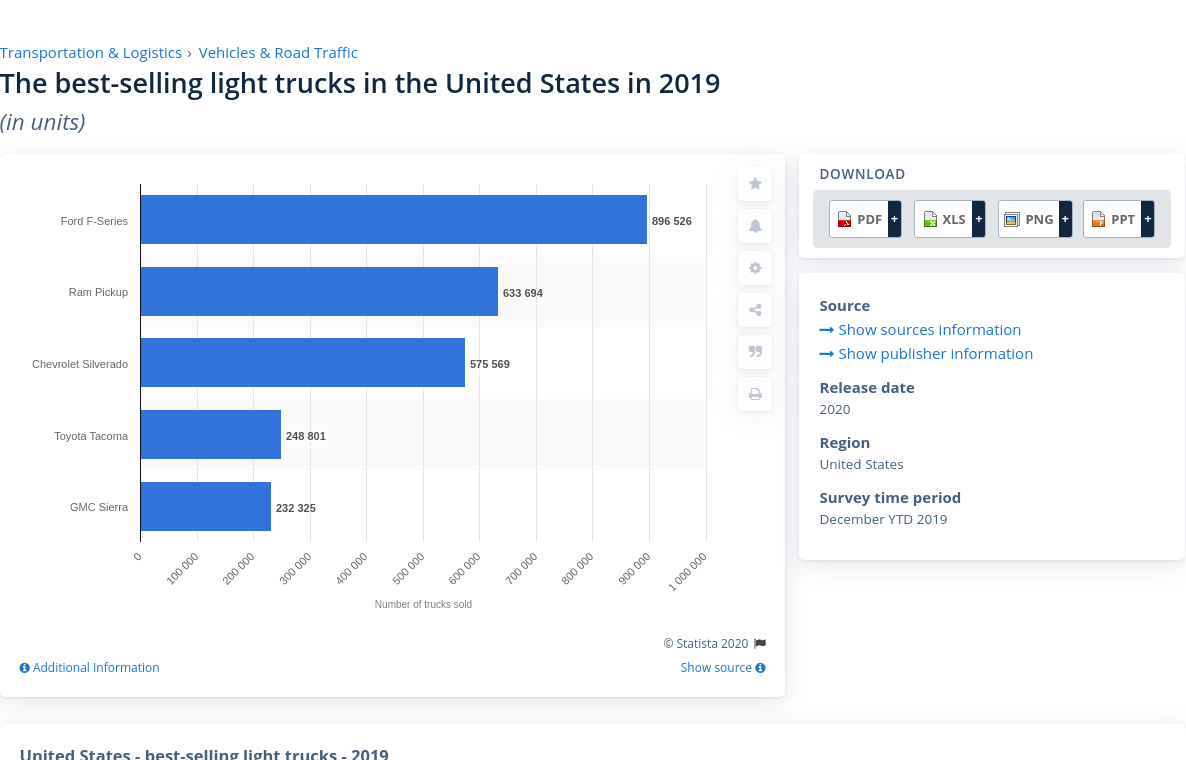 Transportation & Logistics › Vehicles & Road Traffic
The best-selling light trucks in the United States in 2019
(in units)
Ford F-Series
896 526
Ram Pickup
633 694
Chevrolet Silverado
575 569
Toyota Tacoma
248 801
GMC Sierra
232 325
0 100 000 200 000 300 000 400 000 500 000 600 000 700 000 800 000 900 000 1 000 000
Number of trucks sold
© Statista 2020
Additional Information
Show source
DOWNLOAD
PDF + XLS + PNG + PPT +
Source
Show sources information
Show publisher information
Release date
2020
Region
United States
Survey time period
December YTD 2019
United States - best-selling light trucks - 2019